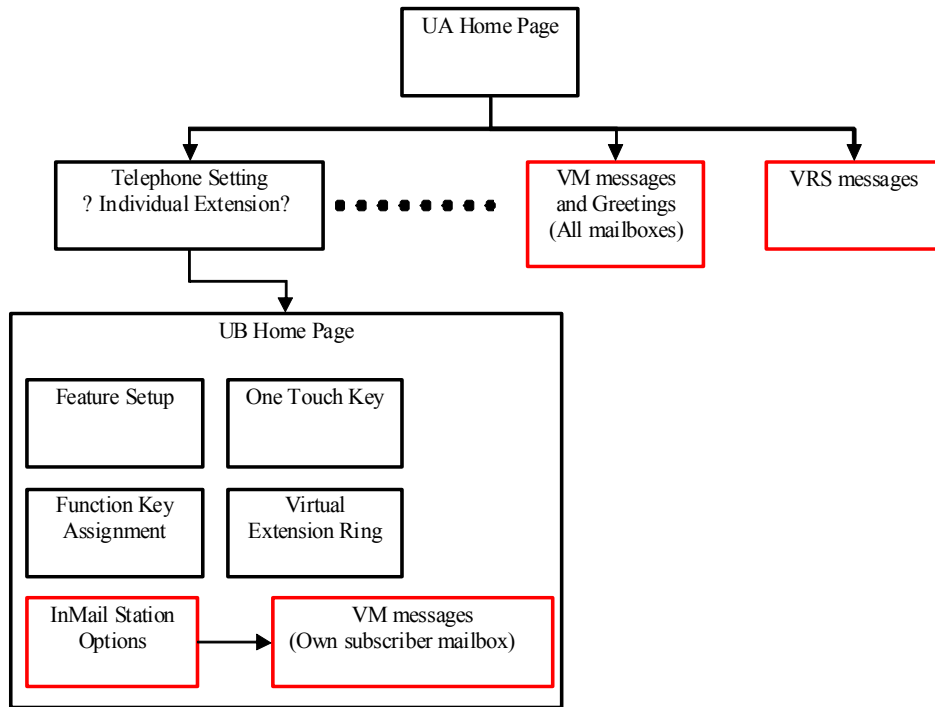 UA Home Page
Telephone Setting
? Individual Extension?
VM messages
and Greetings
(All mailboxes)
VRS messages
UB Home Page
Feature Setup
One Touch Key
Function Key
Assignment
Virtual
Extension Ring
InMail Station
Options
VM messages
(Own subscriber mailbox)